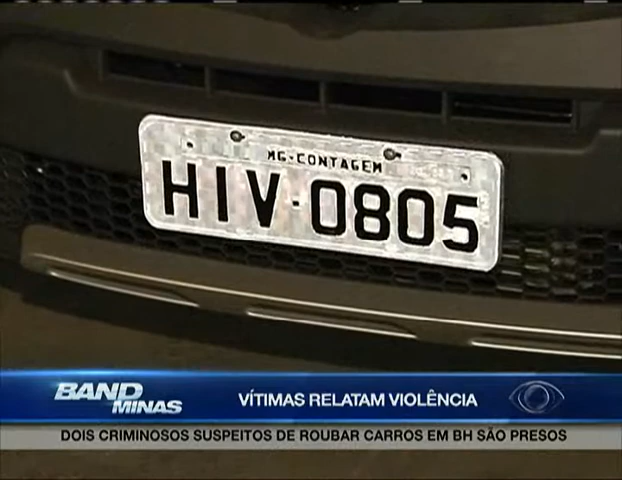 MG-CONTAGEM
HIV·0805
BAND MINAS
VÍTIMAS RELATAM VIOLÊNCIA
DOIS CRIMINOSOS SUSPEITOS DE ROUBAR CARROS EM BH SÃO PRESOS